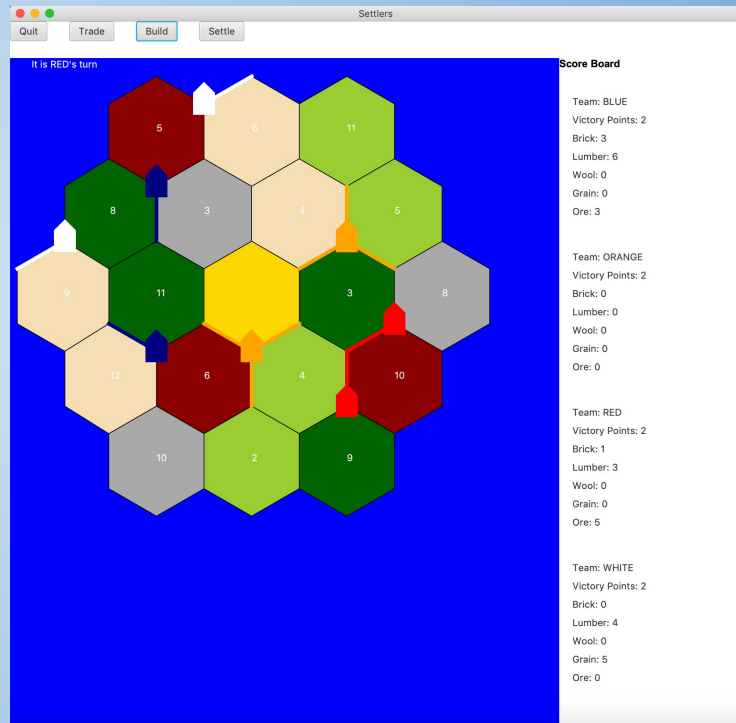 Settlers
Quit Trade Build Settle
It is RED's turn
5 6 11
8 3 4 5
9 11 3 8
12 6 4 10
10 2 9
Score Board
Team: BLUE
Victory Points: 2
Brick: 3
Lumber: 6
Wool: 0
Grain: 0
Ore: 3
Team: ORANGE
Victory Points: 2
Brick: 0
Lumber: 0
Wool: 0
Grain: 0
Ore: 0
Team: RED
Victory Points: 2
Brick: 1
Lumber: 3
Wool: 0
Grain: 0
Ore: 5
Team: WHITE
Victory Points: 2
Brick: 0
Lumber: 4
Wool: 0
Grain: 5
Ore: 0